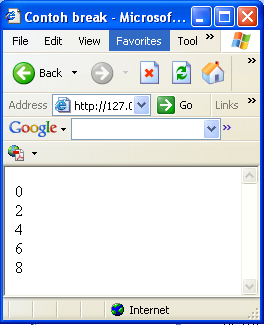 Contoh break - Microsoft...
File Edit View Favorites Tool »
Back
Address http://127.0 Go Links »
Google »
0
2
4
6
8
Internet